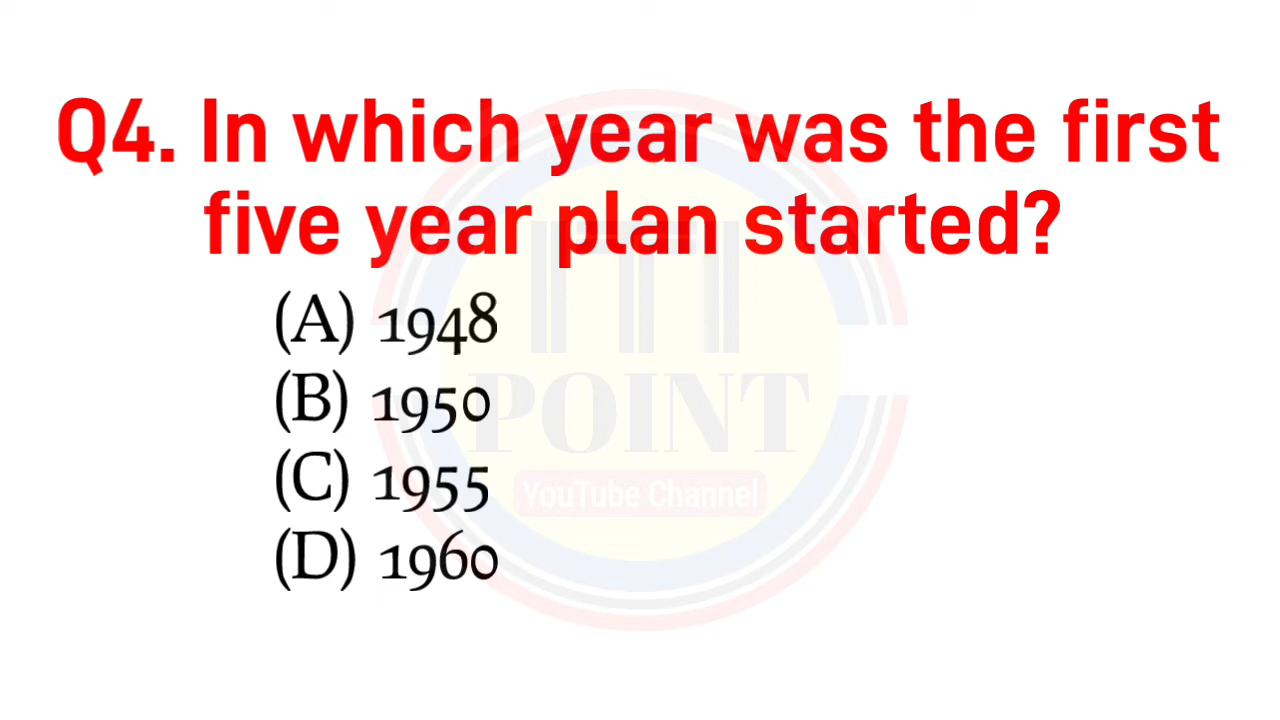 Q4. In which year was the first
five year plan started?
(A) 1948
(B) 1950
(C) 1955
(D) 1960
POINT
YouTube Channel